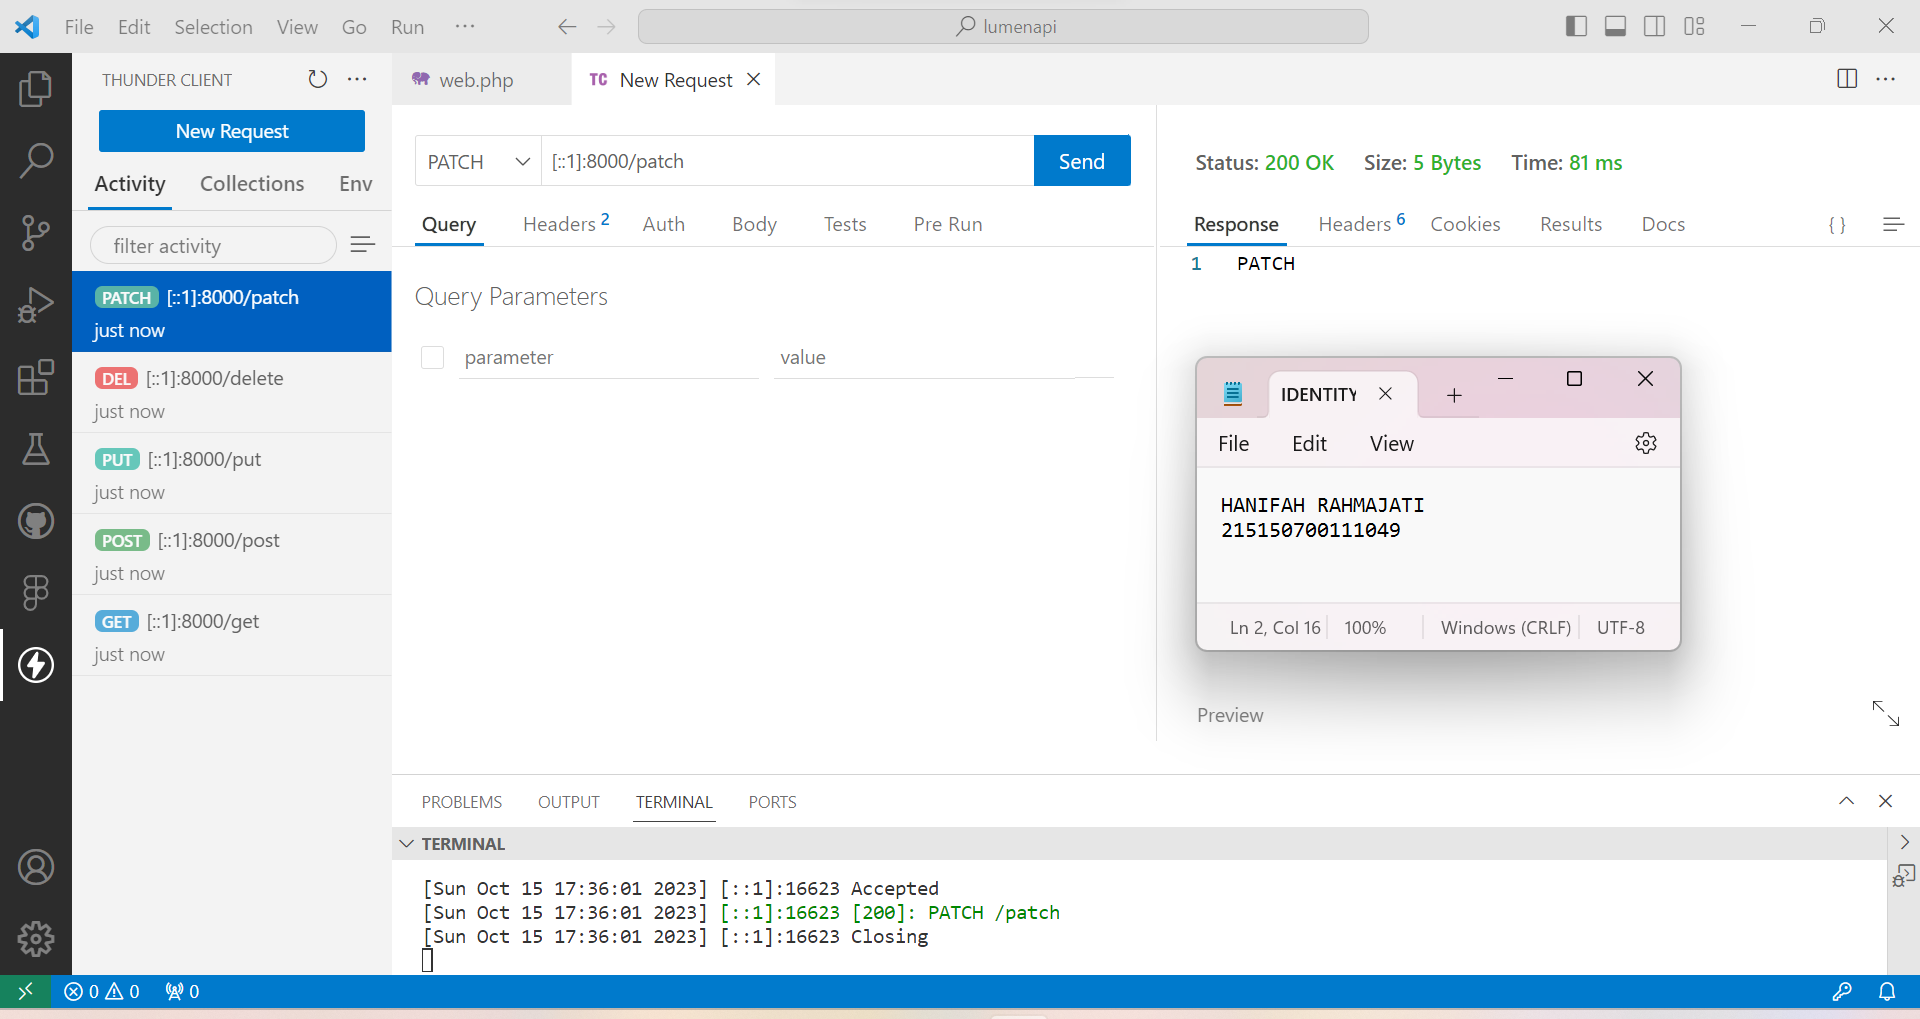 File Edit Selection View Go Run ···
lumenapi
THUNDER CLIENT
New Request
Activity Collections Env
filter activity
PATCH [::1]:8000/patch
just now
DEL [::1]:8000/delete
just now
PUT [::1]:8000/put
just now
POST [::1]:8000/post
just now
GET [::1]:8000/get
just now
web.php
TC New Request
PATCH [::1]:8000/patch Send
Query Headers 2 Auth Body Tests Pre Run
Query Parameters
parameter value
Status: 200 OK Size: 5 Bytes Time: 81 ms
Response Headers 6 Cookies Results Docs { }
1 PATCH
IDENTITY
File Edit View
HANIFAH RAHMAJATI
215150700111049
Ln 2, Col 16 100% Windows (CRLF) UTF-8
Preview
PROBLEMS OUTPUT TERMINAL PORTS
TERMINAL
[Sun Oct 15 17:36:01 2023] [::1]:16623 Accepted
[Sun Oct 15 17:36:01 2023] [::1]:16623 [200]: PATCH /patch
[Sun Oct 15 17:36:01 2023] [::1]:16623 Closing
0 0 0